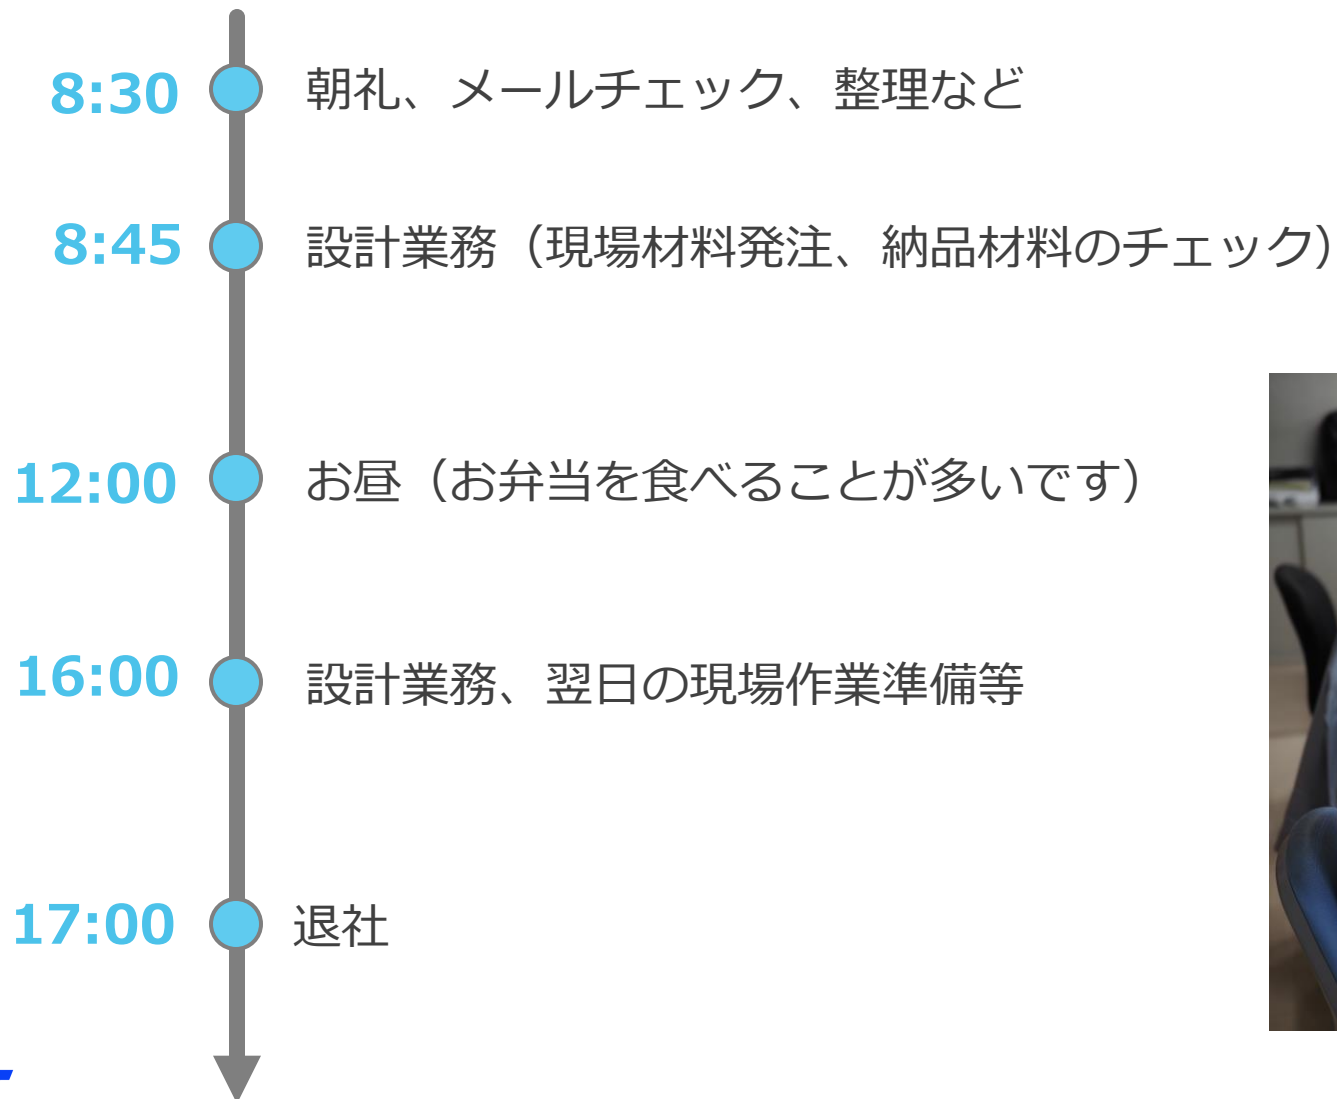 8:30 朝礼、メールチェック、整理など
8:45 設計業務（現場材料発注、納品材料のチェック）
12:00 お昼（お弁当を食べることが多いです）
16:00 設計業務、翌日の現場作業準備等
17:00 退社